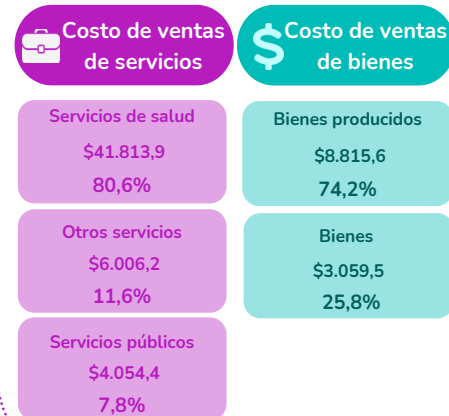 Costo de ventas
de servicios
Servicios de salud
$41.813,9
80,6%
Otros servicios
$6.006,2
11,6%
Servicios públicos
$4.054,4
7,8%
$
Costo de ventas
de bienes
Bienes producidos
$8.815,6
74,2%
Bienes
$3.059,5
25,8%